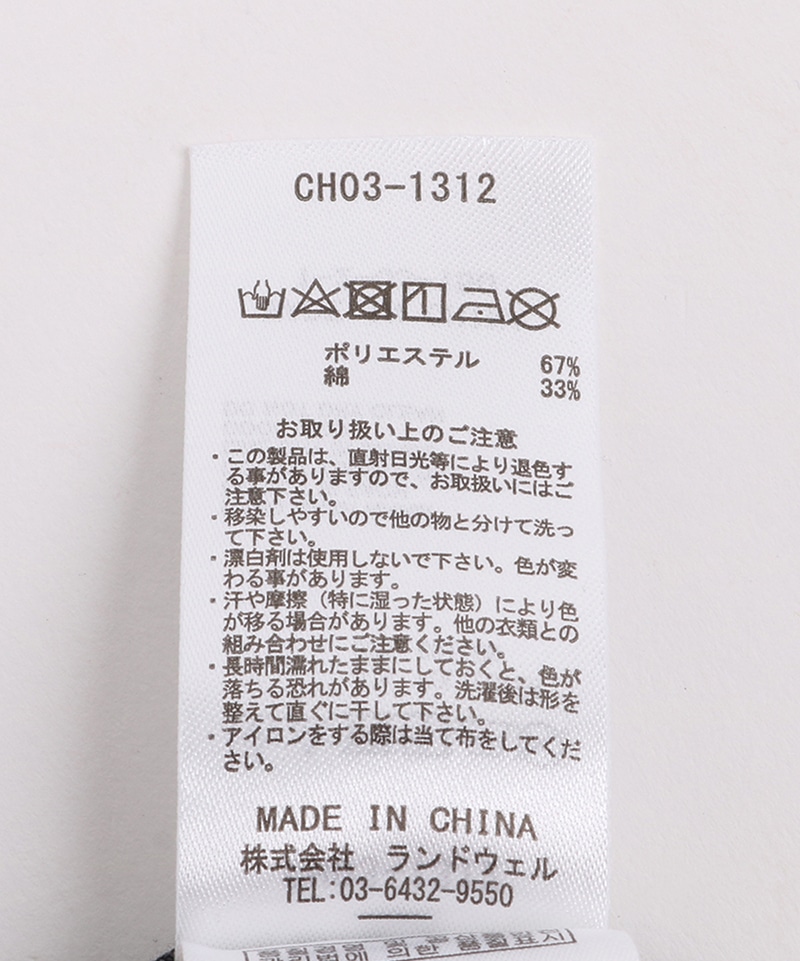 CH03-1312
ポリエステル 67%
綿 33%
お取り扱い上のご注意
・この製品は、直射日光等により退色す
る事がありますので、お取扱いにはご
注意下さい。
・移染しやすいので他の物と分けて洗っ
て下さい。
・漂白剤は使用しないで下さい。色が変
わる事があります。
・汗や摩擦（特に湿った状態）により色
が移る場合があります。他の衣類との
組み合わせにご注意ください。
・長時間濡れたままにしておくと、色が
落ちる恐れがあります。洗濯後は形を
整えて直ぐに干して下さい。
・アイロンをする際は当て布をしてくだ
さい。
MADE IN CHINA
株式会社 ランドウェル
TEL:03-6432-9550
의한 품질표시